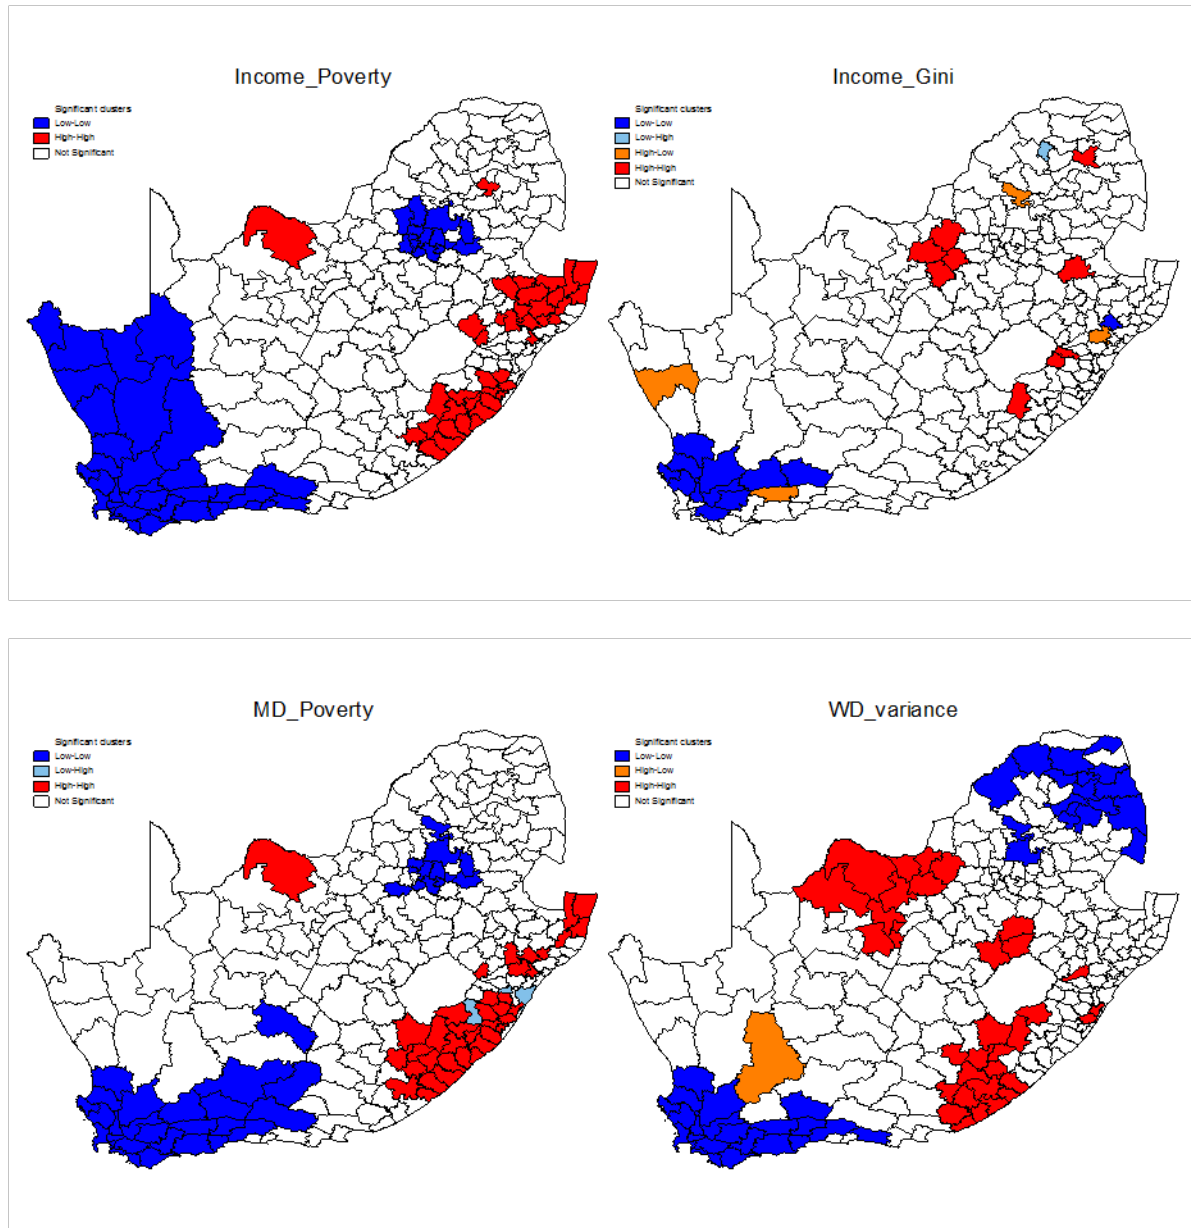 Income_Poverty
Significant clusters
Low-Low
High-High
Not Significant
Income_Gini
Significant clusters
Low-Low
Low-High
High-Low
High-High
Not Significant
MD_Poverty
Significant clusters
Low-Low
Low-High
High-High
Not Significant
WD_variance
Significant clusters
Low-Low
High-Low
High-High
Not Significant